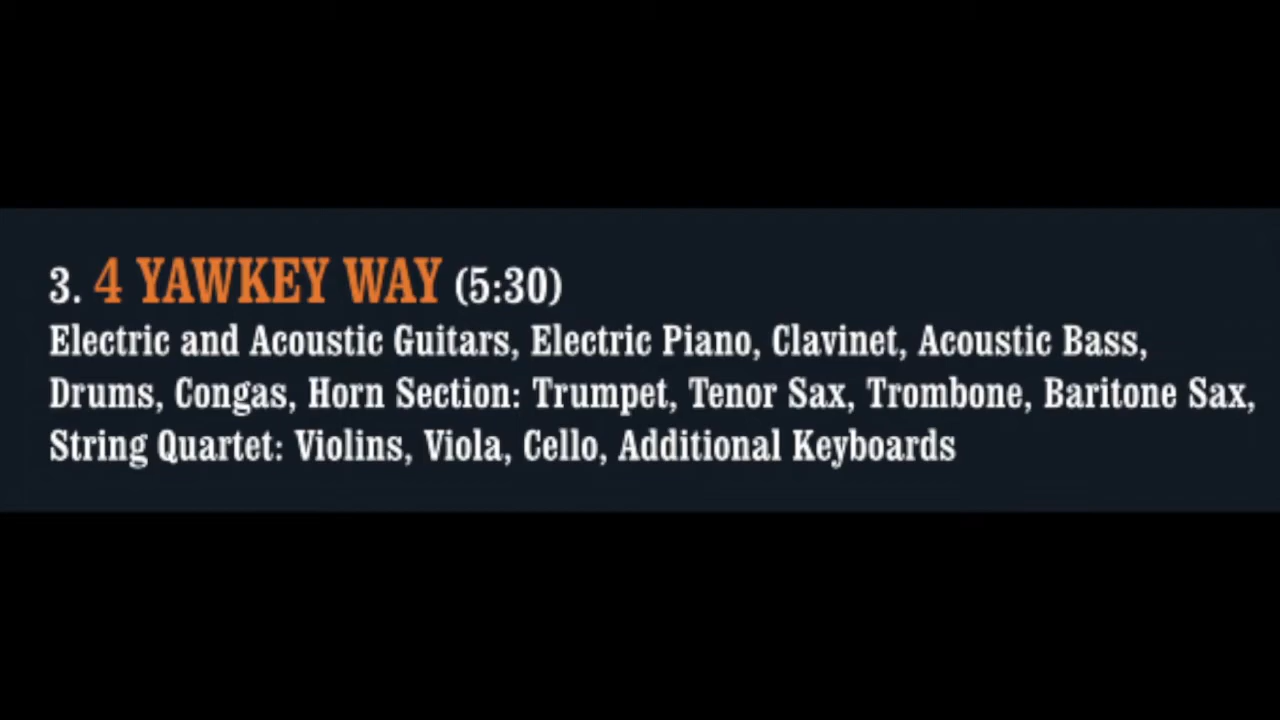 3. 4 YAWKEY WAY (5:30)
Electric and Acoustic Guitars, Electric Piano, Clavinet, Acoustic Bass,
Drums, Congas, Horn Section: Trumpet, Tenor Sax, Trombone, Baritone Sax,
String Quartet: Violins, Viola, Cello, Additional Keyboards